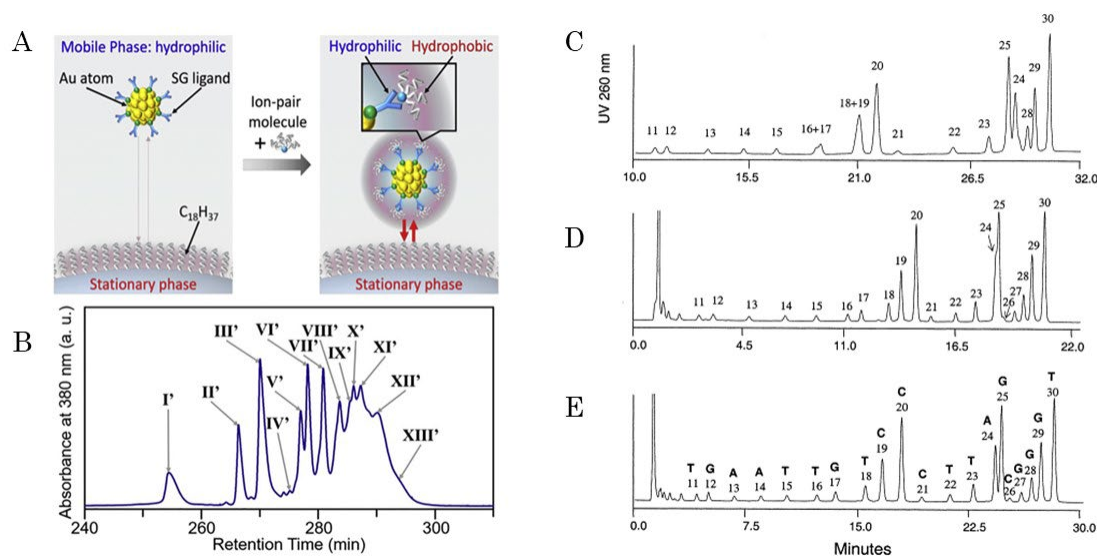 A
Mobile Phase: hydrophilic
Au atom
SG ligand
C18H37
Stationary phase
Ion-pair
molecule
+
Hydrophilic Hydrophobic
Stationary phase
B
Absorbance at 380 nm (a. u.)
I'
II'
III'
IV'
V'
VI'
VII'
VIII'
IX'
X'
XI'
XII'
XIII'
240 260 280 300
Retention Time (min)
C
UV 260 nm
11 12 13 14 15 16+17 18+19 20 21 22 23 25 24 28 29 30
10.0 15.5 21.0 26.5 32.0
D
11 12 13 14 15 16 17 18 19 20 21 22 23 24 25 26 27 28 29 30
0.0 4.5 11.0 16.5 22.0
E
T G A A T T G T C C C T T A G C G G G T
11 12 13 14 15 16 17 18 19 20 21 22 23 24 25 26 27 28 29 30
0.0 7.5 15.0 22.5 30.0
Minutes